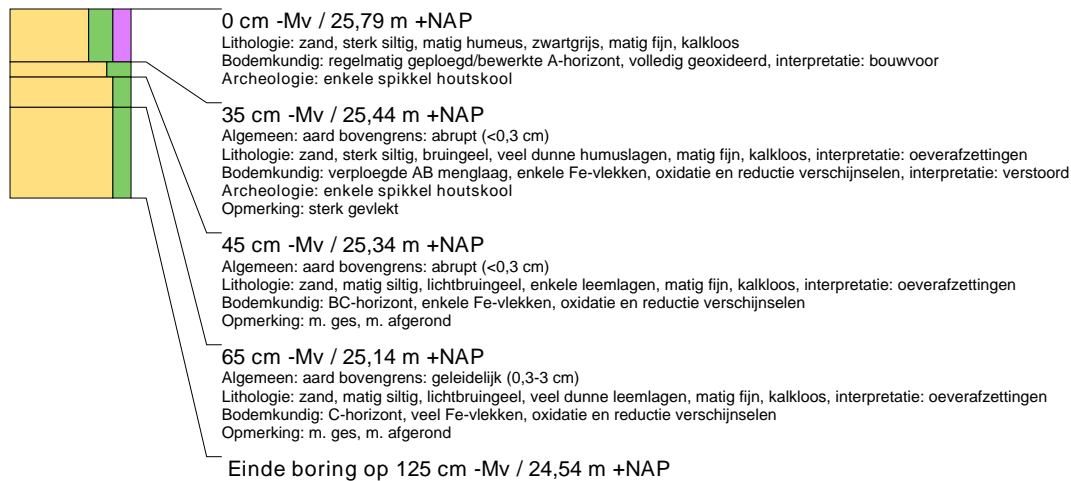 0 cm -Mv / 25,79 m +NAP
Lithologie: zand, sterk siltig, matig humeus, zwartgrijs, matig fijn, kalkloos
Bodemkundig: regelmatig geploegd/bewerkte A-horizont, volledig geoxideerd, interpretatie: bouwvoor
Archeologie: enkele spikkel houtskool
35 cm -Mv / 25,44 m +NAP
Algemeen: aard bovengrens: abrupt (<0,3 cm)
Lithologie: zand, sterk siltig, bruingeel, veel dunne humuslagen, matig fijn, kalkloos, interpretatie: oeverafzettingen
Bodemkundig: verploegde AB menglaag, enkele Fe-vlekken, oxidatie en reductie verschijnselen, interpretatie: verstoord
Archeologie: enkele spikkel houtskool
Opmerking: sterk gevlekt
45 cm -Mv / 25,34 m +NAP
Algemeen: aard bovengrens: abrupt (<0,3 cm)
Lithologie: zand, matig siltig, lichtbruingeel, enkele leemlagen, matig fijn, kalkloos, interpretatie: oeverafzettingen
Bodemkundig: BC-horizont, enkele Fe-vlekken, oxidatie en reductie verschijnselen
Opmerking: m. ges, m. afgerond
65 cm -Mv / 25,14 m +NAP
Algemeen: aard bovengrens: geleidelijk (0,3-3 cm)
Lithologie: zand, matig siltig, lichtbruingeel, veel dunne leemlagen, matig fijn, kalkloos, interpretatie: oeverafzettingen
Bodemkundig: C-horizont, veel Fe-vlekken, oxidatie en reductie verschijnselen
Opmerking: m. ges, m. afgerond
Einde boring op 125 cm -Mv / 24,54 m +NAP